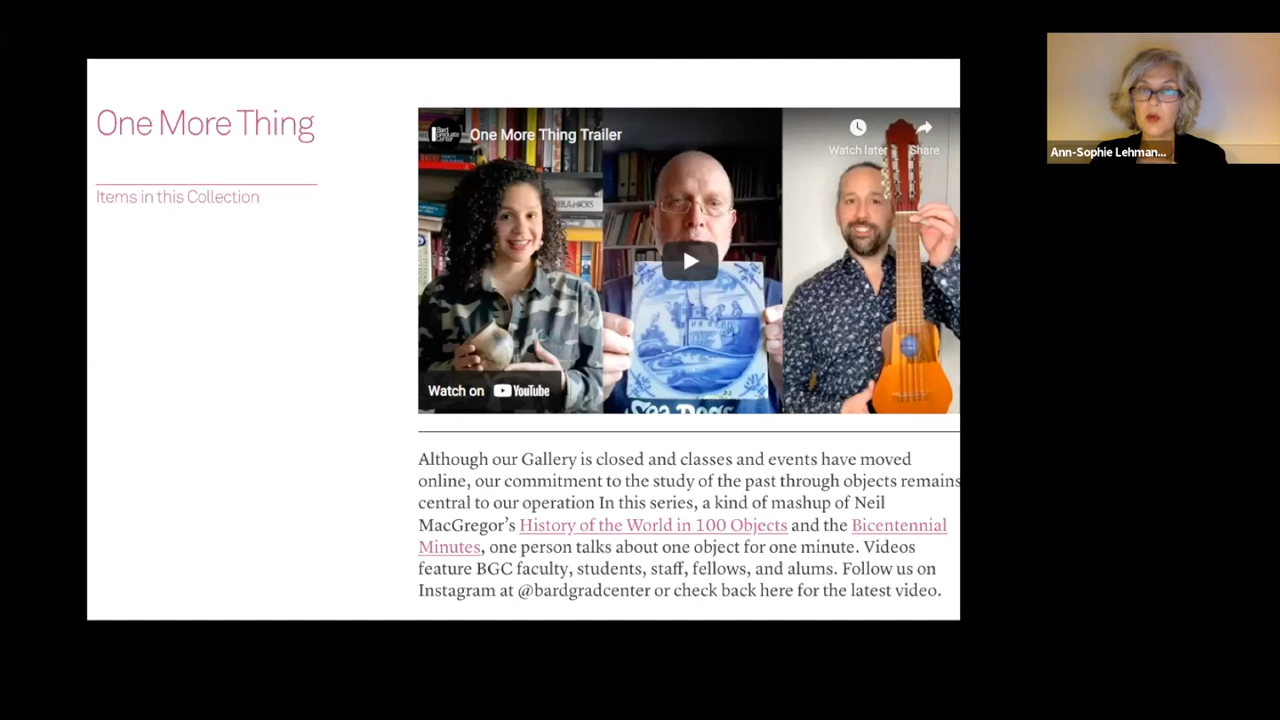 One More Thing
Items in this Collection
Bard
Graduate
Center
One More Thing Trailer
Watch later
Share
Watch on YouTube
Although our Gallery is closed and classes and events have moved
online, our commitment to the study of the past through objects remains
central to our operation In this series, a kind of mashup of Neil
MacGregor's History of the World in 100 Objects and the Bicentennial
Minutes, one person talks about one object for one minute. Videos
feature BGC faculty, students, staff, fellows, and alums. Follow us on
Instagram at @bardgradcenter or check back here for the latest video.
Ann-Sophie Lehman...